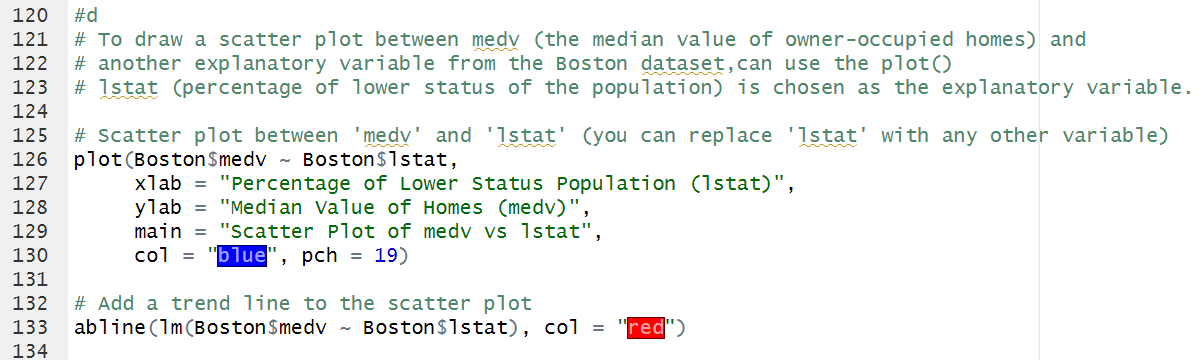 120 #d
121 # To draw a scatter plot between medv (the median value of owner-occupied homes) and
122 # another explanatory variable from the Boston dataset,can use the plot()
123 # lstat (percentage of lower status of the population) is chosen as the explanatory variable.
124
125 # Scatter plot between 'medv' and 'lstat' (you can replace 'lstat' with any other variable)
126 plot(Boston$medv ~ Boston$lstat,
127      xlab = "Percentage of Lower Status Population (lstat)",
128      ylab = "Median Value of Homes (medv)",
129      main = "Scatter Plot of medv vs lstat",
130      col = "blue", pch = 19)
131
132 # Add a trend line to the scatter plot
133 abline(lm(Boston$medv ~ Boston$lstat), col = "red")
134